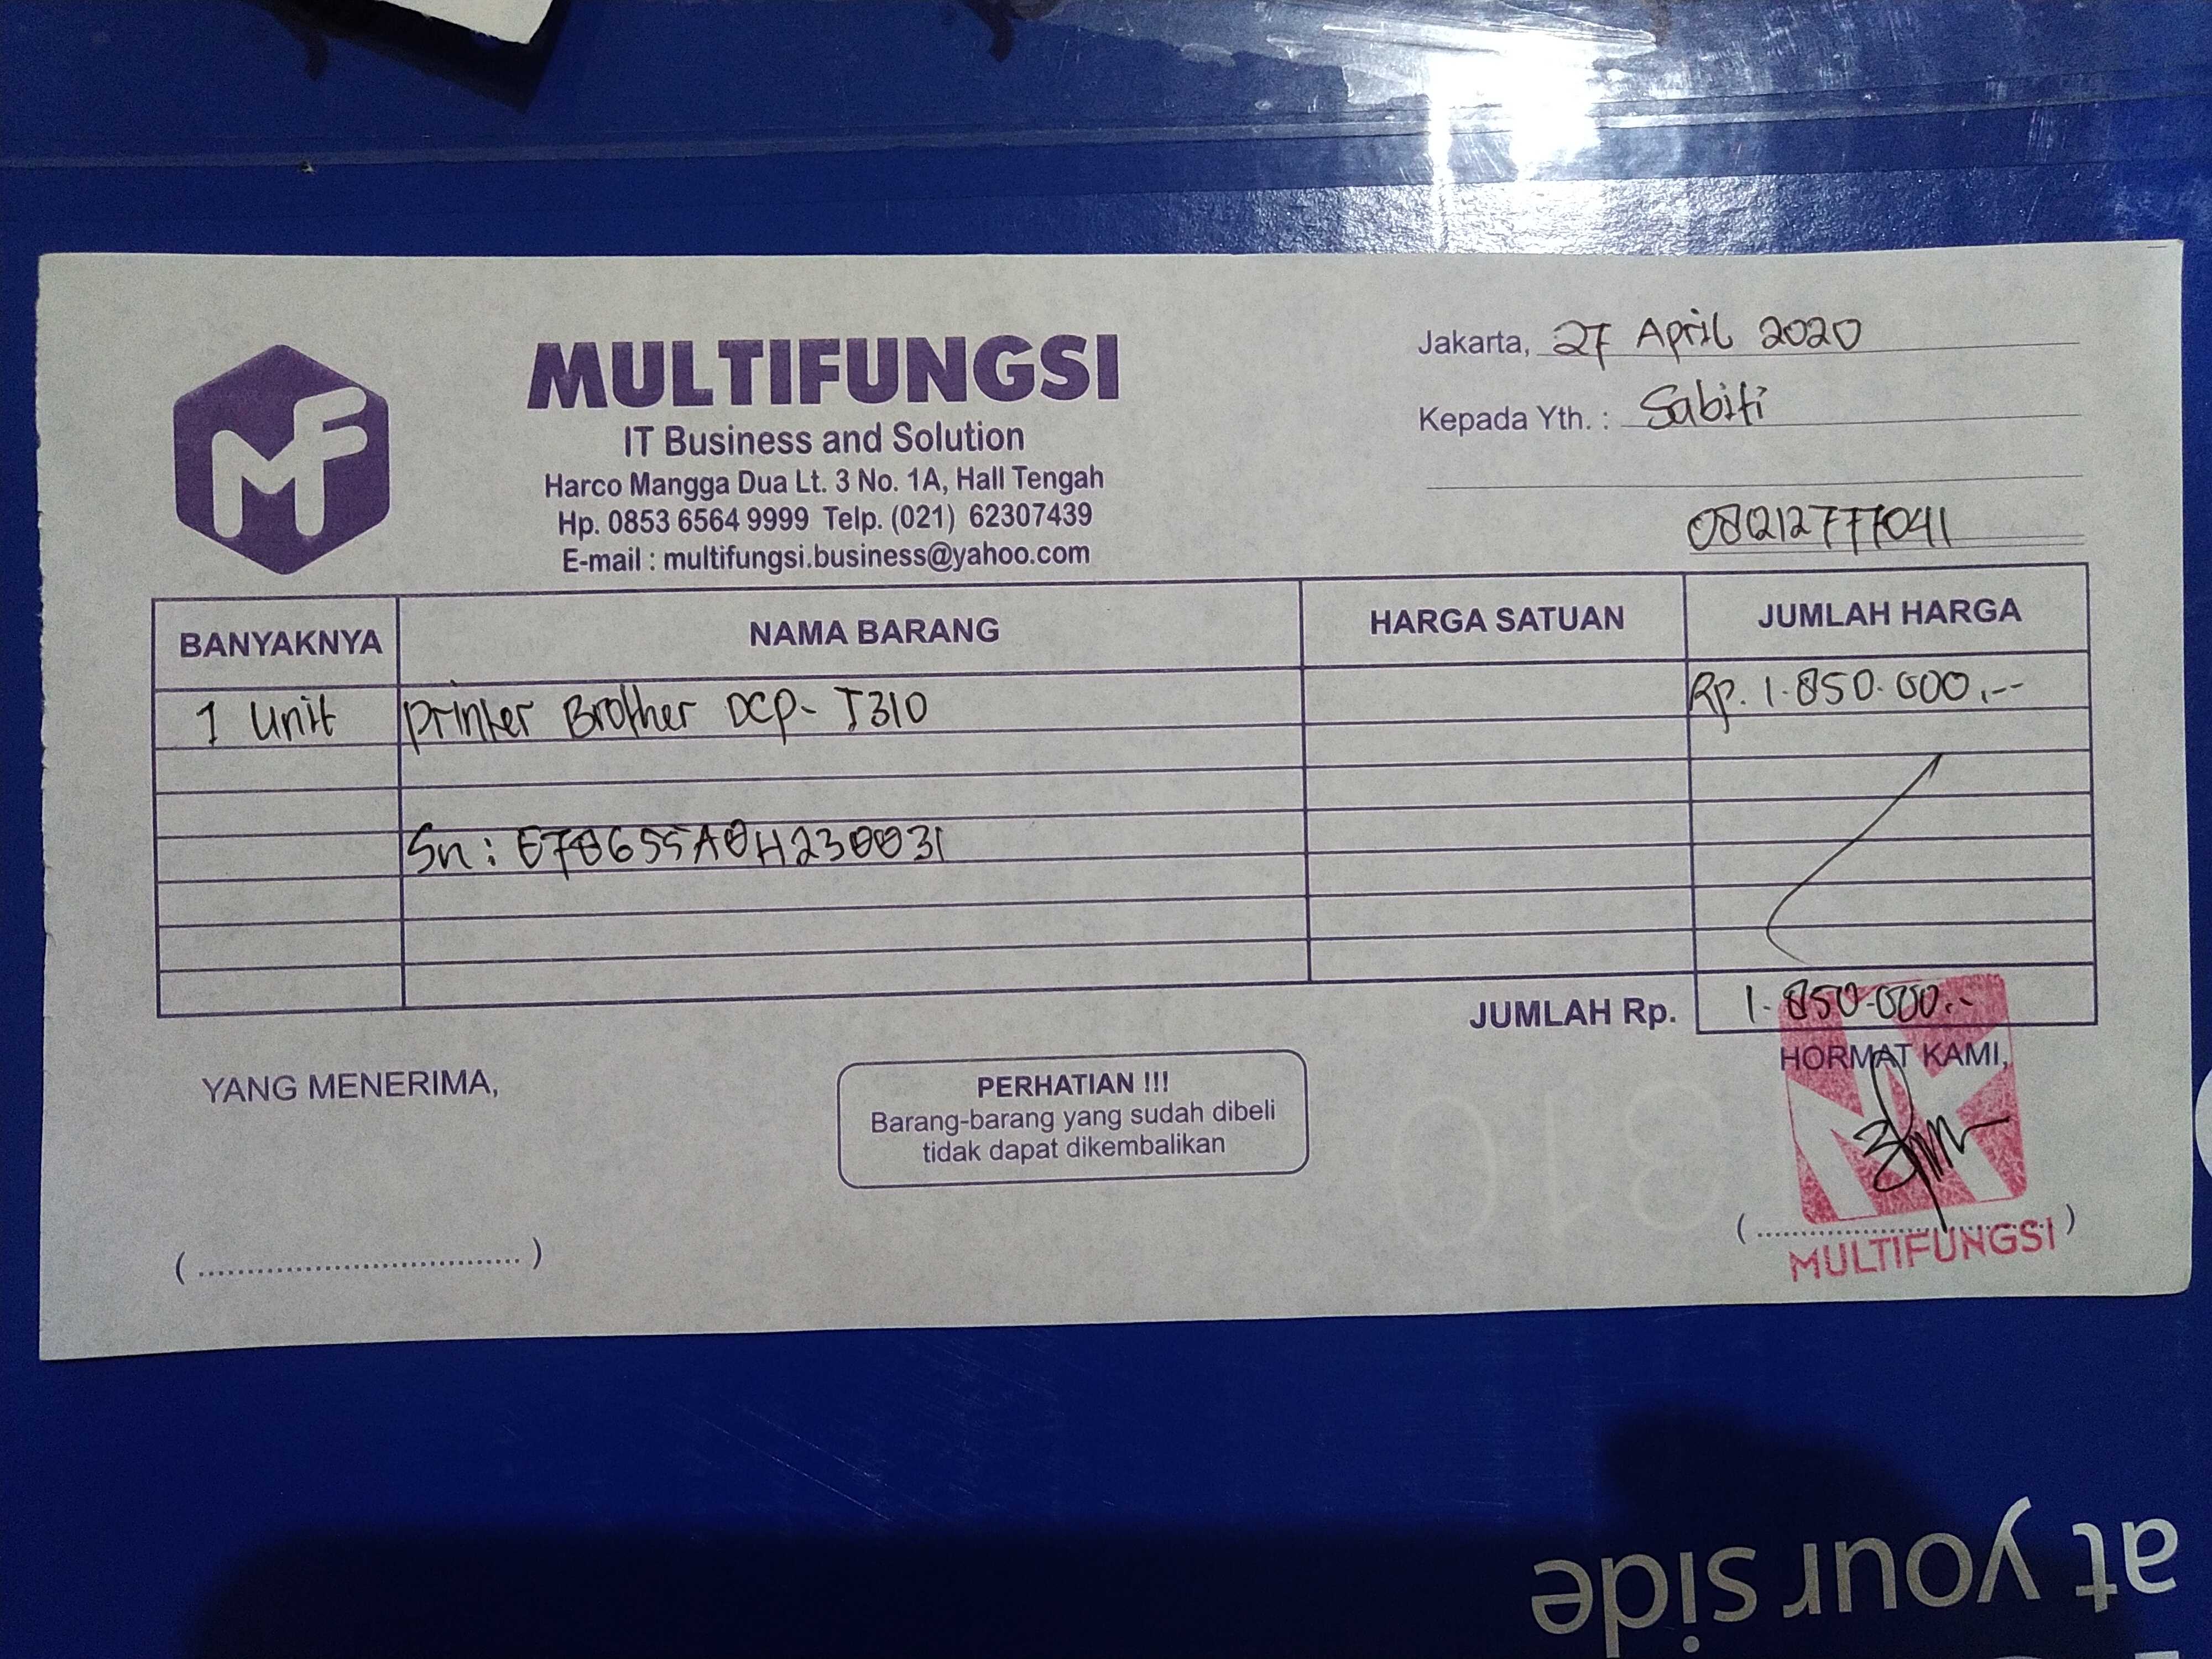 MF
MULTIFUNGSI
IT Business and Solution
Harco Mangga Dua Lt. 3 No. 1A, Hall Tengah
Hp. 0853 6564 9999 Telp. (021) 62307439
E-mail : multifungsi.business@yahoo.com
Jakarta, 27 April 2020
Kepada Yth. : Sabiti
081212777041
BANYAKNYA NAMA BARANG HARGA SATUAN JUMLAH HARGA
1 Unit Printer Brother DCP- T310 Rp. 1.850.000,--
Sn : E78655A0H230031
JUMLAH Rp. 1.850.000.-
YANG MENERIMA,
PERHATIAN !!!
Barang-barang yang sudah dibeli
tidak dapat dikembalikan
HORMAT KAMI,
MULTIFUNGSI
310
at your side